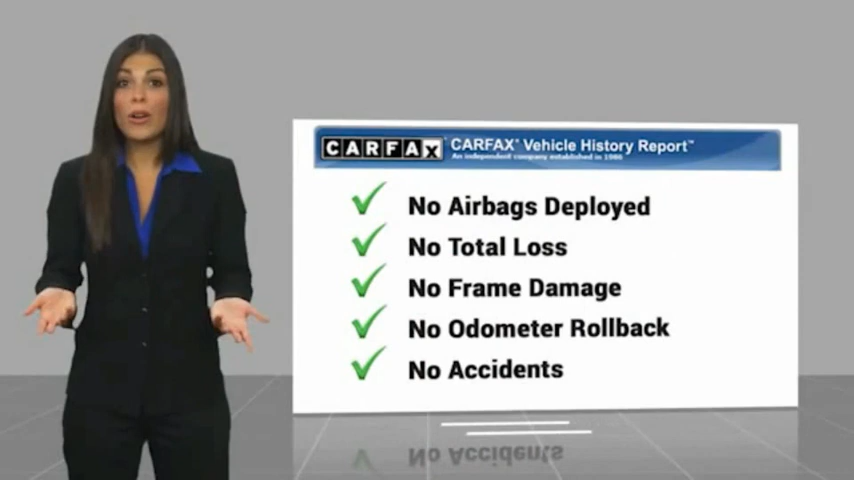 CARFAX
CARFAX® Vehicle History Report™
An independent company established in 1986
No Airbags Deployed
No Total Loss
No Frame Damage
No Odometer Rollback
No Accidents
No Accidents